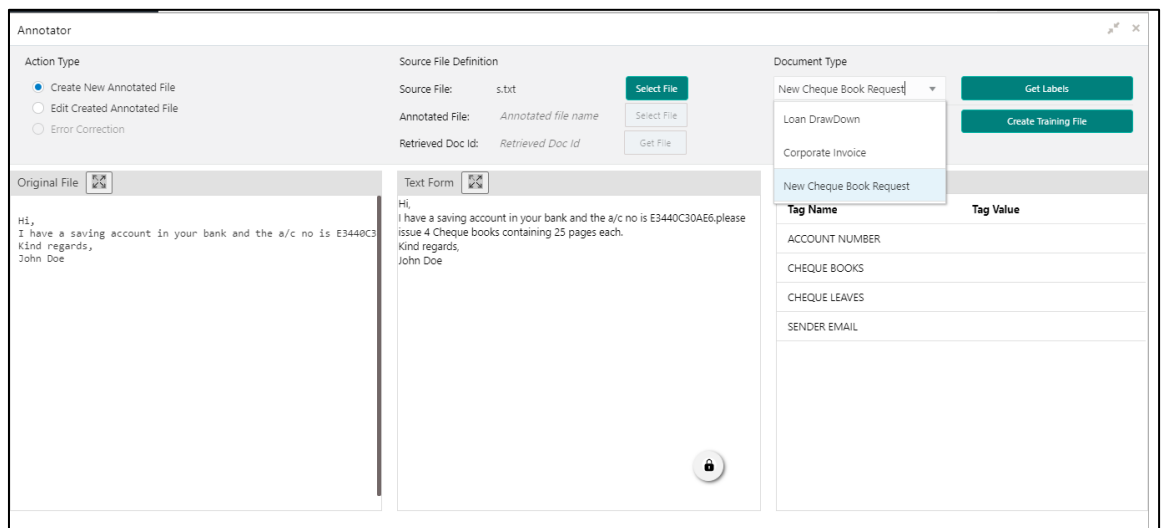 Annotator
Action Type
Create New Annotated File
Edit Created Annotated File
Error Correction
Source File Definition
Source File: s.txt Select File
Annotated File: Annotated file name Select File
Retrieved Doc Id: Retrieved Doc Id Get File
Document Type
New Cheque Book Request Get Labels
Loan DrawDown
Corporate Invoice
New Cheque Book Request
Create Training File
Original File
Hi,
I have a saving account in your bank and the a/c no is E3440C3
Kind regards,
John Doe
Text Form
Hi,
I have a saving account in your bank and the a/c no is E3440C30AE6.please
issue 4 Cheque books containing 25 pages each.
Kind regards,
John Doe
Tag Name Tag Value
ACCOUNT NUMBER
CHEQUE BOOKS
CHEQUE LEAVES
SENDER EMAIL